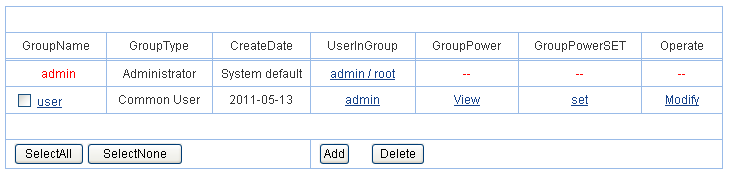 GroupName GroupType CreateDate UserInGroup GroupPower GroupPowerSET Operate
admin Administrator System default admin / root -- -- --
user Common User 2011-05-13 admin View set Modify
SelectAll SelectNone Add Delete